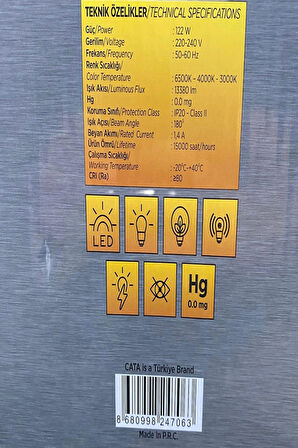 TEKNİK ÖZELİKLER/TECHNICAL SPECIFICATIONS
Güç/Power : 122 W
Gerilim/Voltage : 220-240 V
Frekans/Frequency : 50-60 Hz
Renk Sıcaklığı/
Color Temperature : 6500K - 4000K - 3000K
Işık Akısı/Luminous Flux : 13380 lm
Hg : 0.0 mg
Koruma Sınıfı/Protection Class : IP20 - Class II
Işık Açısı/Beam Angle : 180°
Beyan Akımı/Rated Current : 1,4 A
Ürün Ömrü/Lifetime : 15000 saat/hours
Çalışma Sıcaklığı/
Working Temperature : -20°C-+40°C
CRI (Ra) : ≥80
LED
Hg
0.0 mg
CATA is a Türkiye Brand
8 680998 247063
Made In P.R.C.